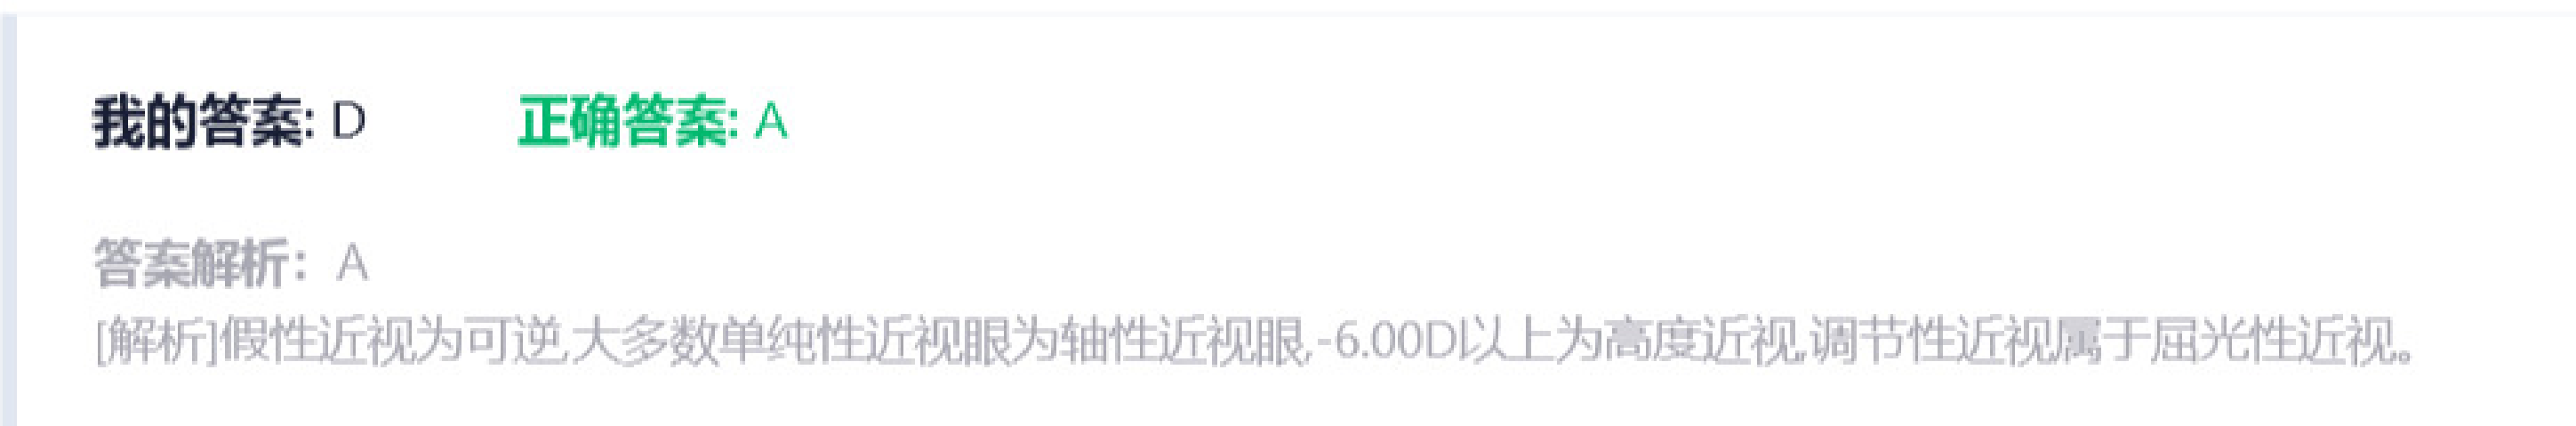 我的答案: D 正确答案: A
答案解析： A
[解析]假性近视为可逆,大多数单纯性近视眼为轴性近视眼,-6.00D以上为高度近视,调节性近视属于屈光性近视。